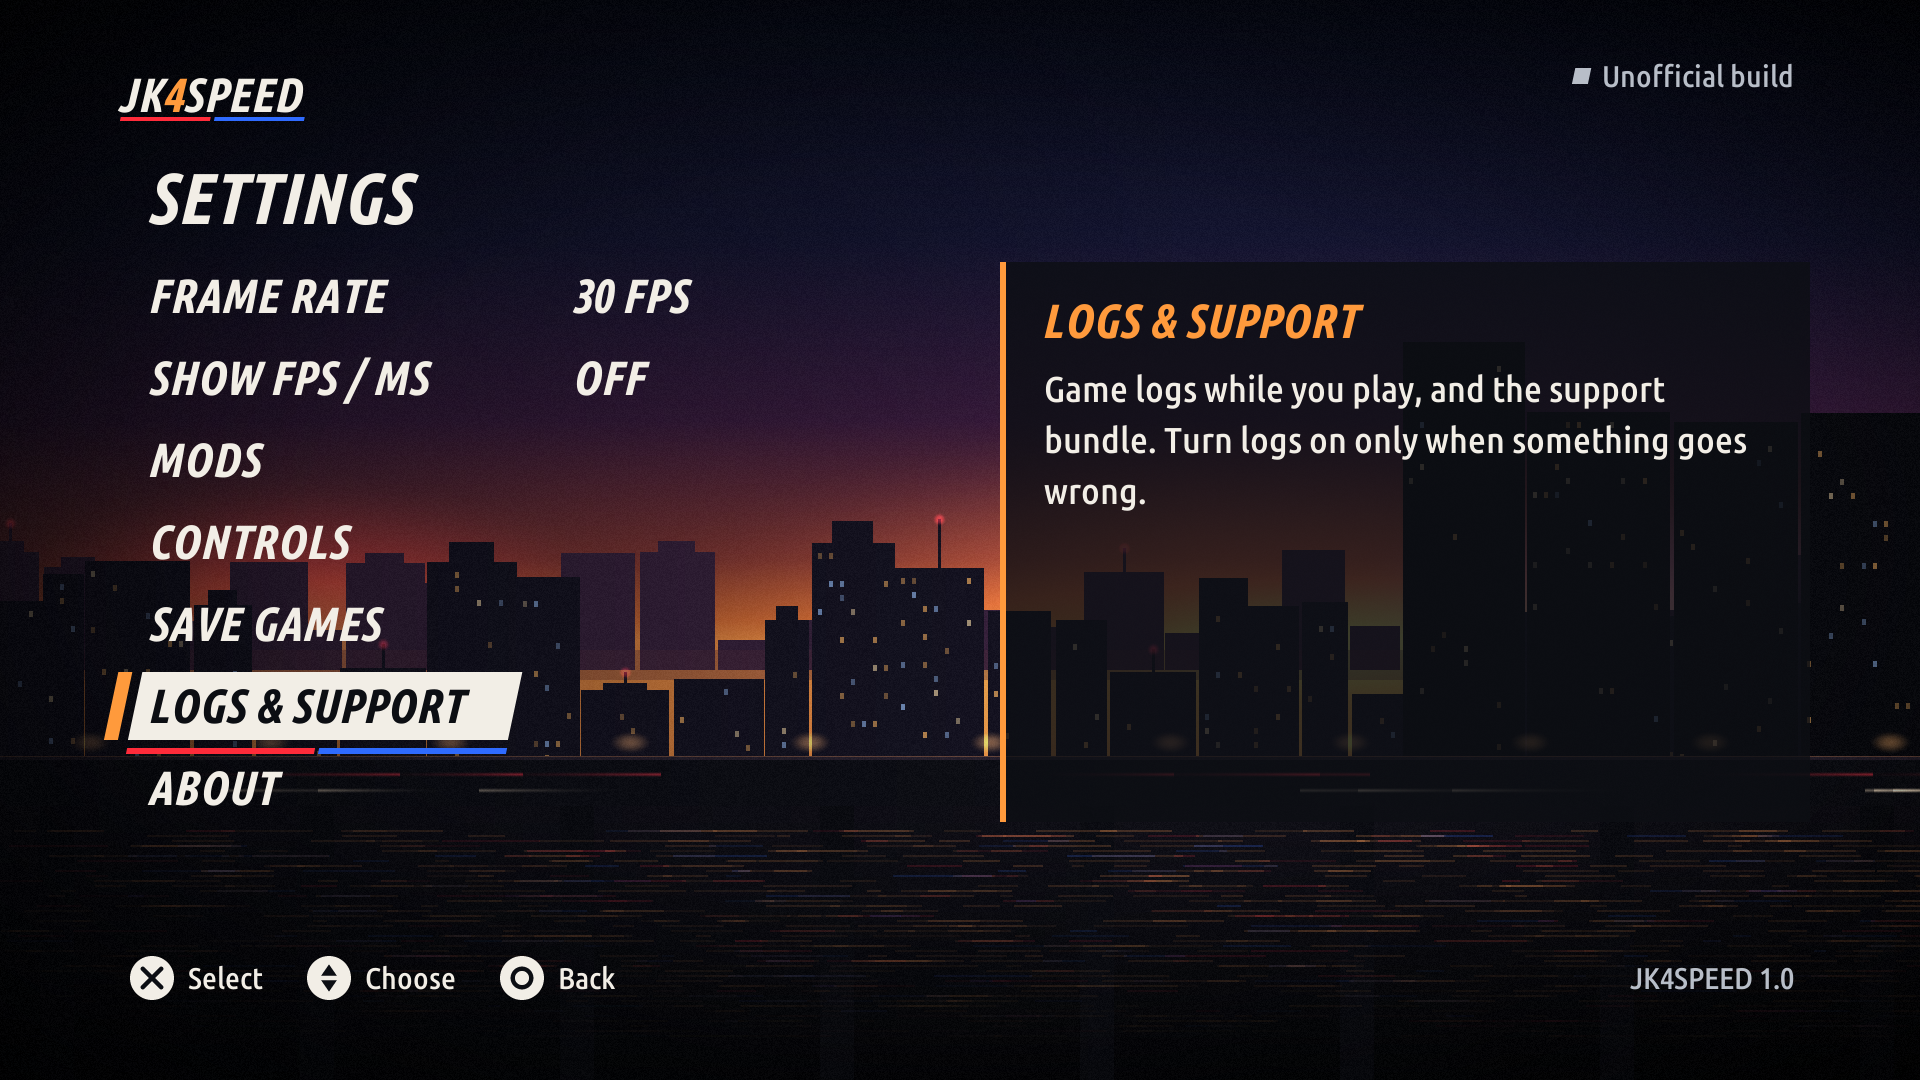 JK4SPEED
Unofficial build
SETTINGS
FRAME RATE 30 FPS
SHOW FPS / MS OFF
MODS
CONTROLS
SAVE GAMES
LOGS & SUPPORT
ABOUT
LOGS & SUPPORT
Game logs while you play, and the support
bundle. Turn logs on only when something goes
wrong.
Select Choose Back
JK4SPEED 1.0